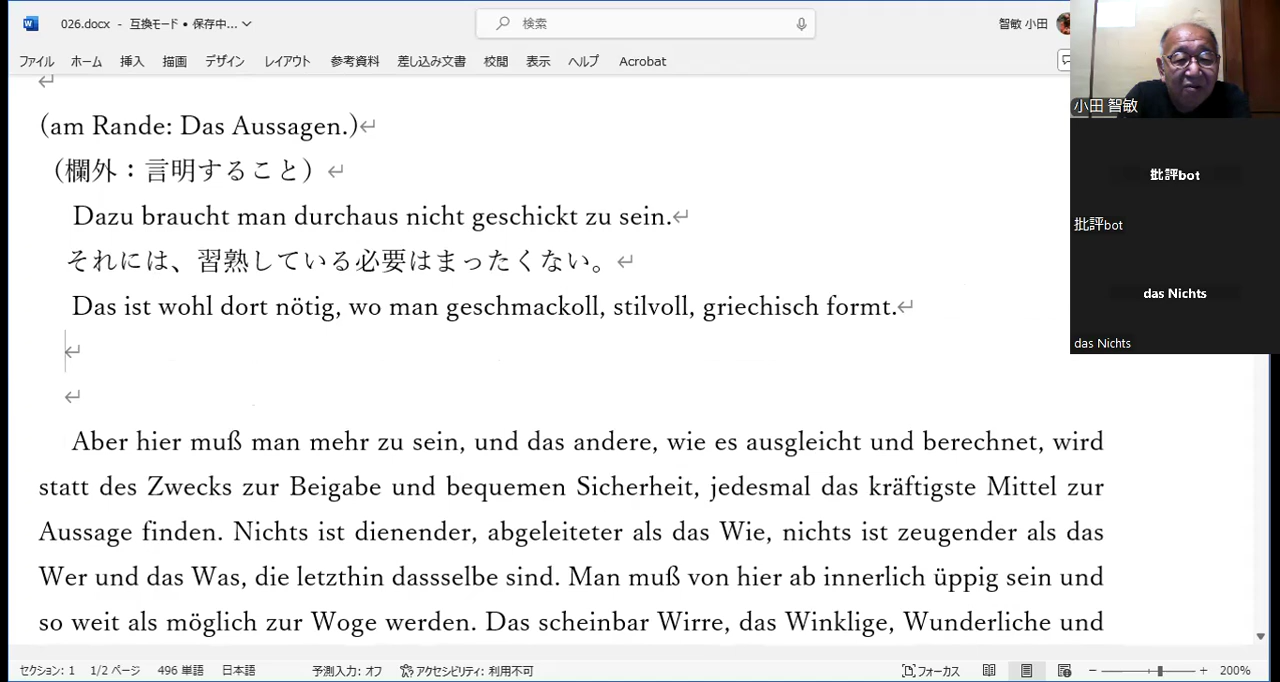 026.docx - 互換モード • 保存中...
検索
智敏 小田
ファイル ホーム 挿入 描画 デザイン レイアウト 参考資料 差し込み文書 校閲 表示 ヘルプ Acrobat
(am Rande: Das Aussagen.)
（欄外：言明すること）
Dazu braucht man durchaus nicht geschickt zu sein.
それには、習熟している必要はまったくない。
Das ist wohl dort nötig, wo man geschmackoll, stilvoll, griechisch formt.
Aber hier muß man mehr zu sein, und das andere, wie es ausgleicht und berechnet, wird
statt des Zwecks zur Beigabe und bequemen Sicherheit, jedesmal das kräftigste Mittel zur
Aussage finden. Nichts ist dienender, abgeleiteter als das Wie, nichts ist zeugender als das
Wer und das Was, die letzthin dassselbe sind. Man muß von hier ab innerlich üppig sein und
so weit als möglich zur Woge werden. Das scheinbar Wirre, das Winklige, Wunderliche und
小田 智敏
批評bot
批評bot
das Nichts
das Nichts
セクション: 1 1/2 ページ 496 単語 日本語 予測入力: オフ アクセシビリティ: 利用不可 フォーカス 200%